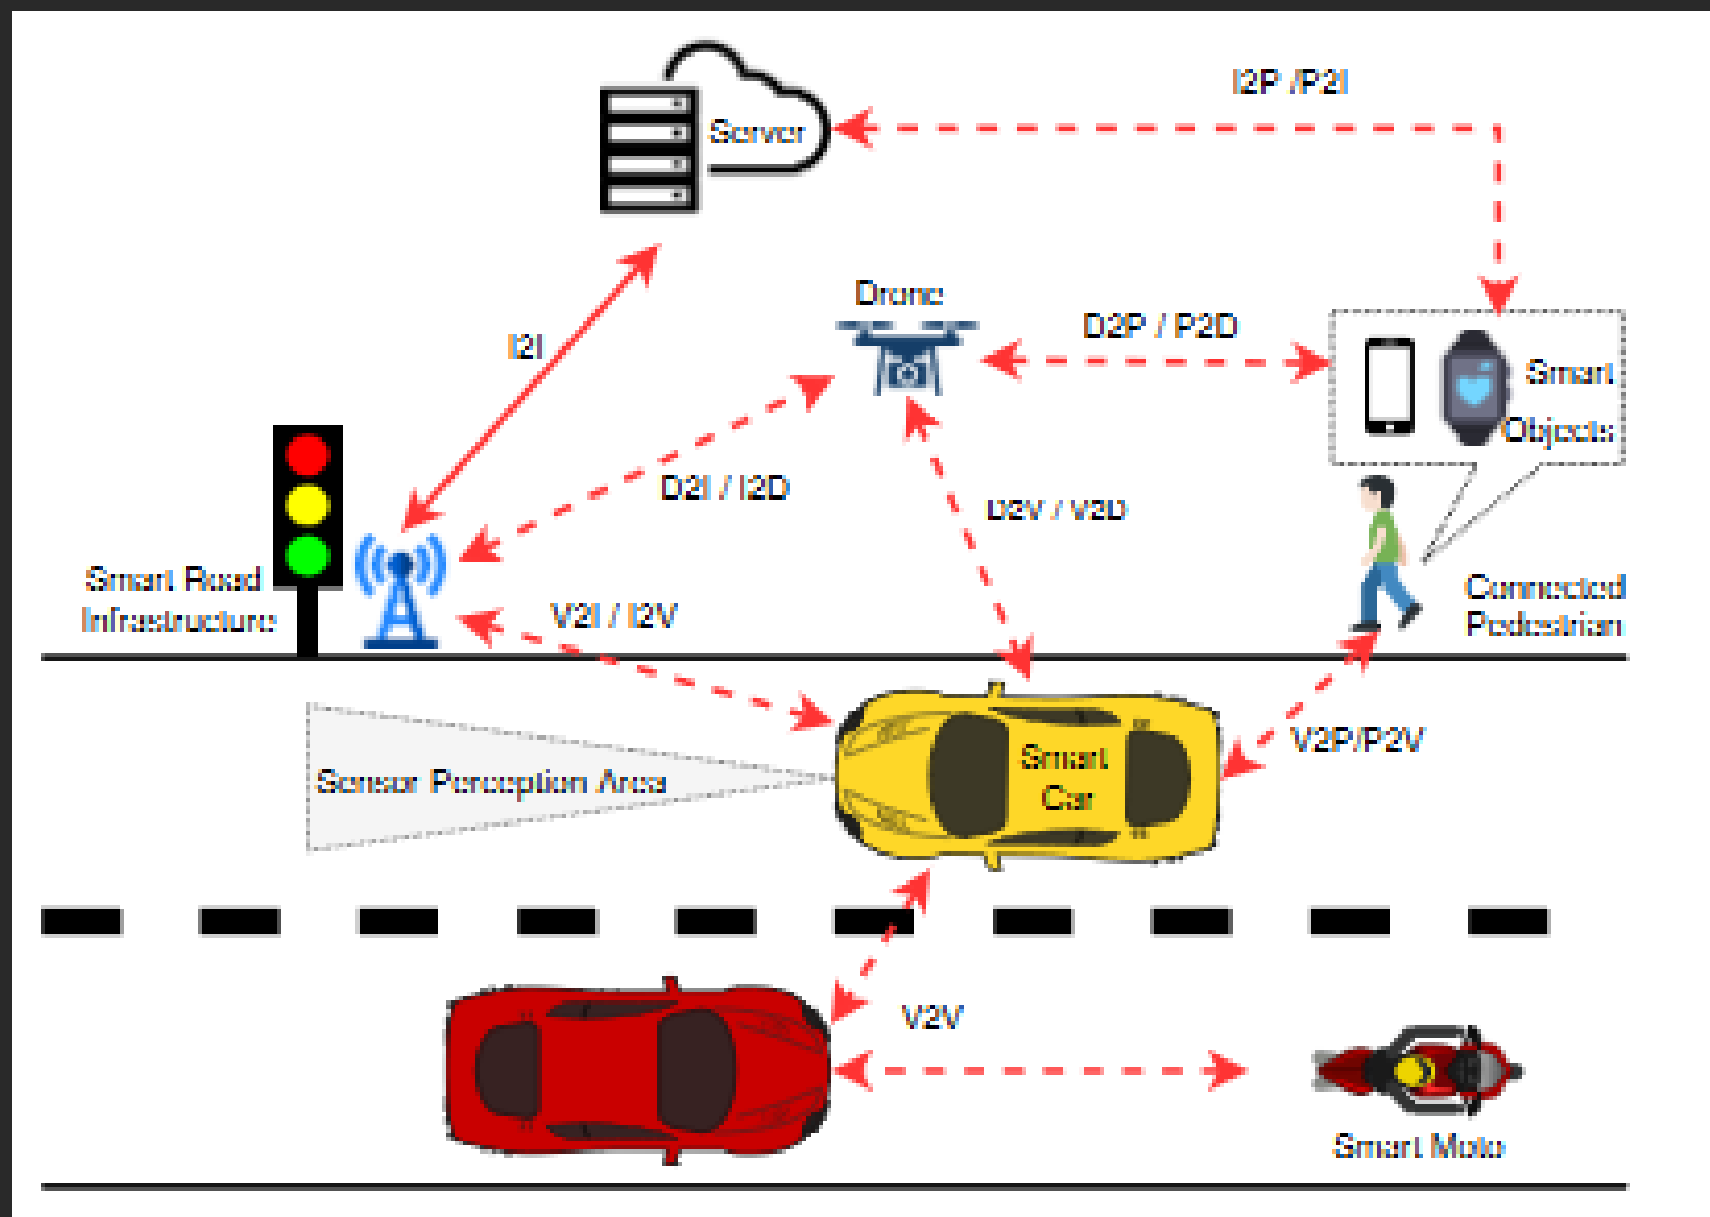 I2P /P2I
Server
Drone
D2P / P2D
I2I
Smart
Objects
D2I / I2D
D2V / V2D
Smart Road
Infrastructure
V2I / I2V
Connected
Pedestrian
V2P/P2V
Sensor Perception Area
Smart
Car
V2V
Smart Moto